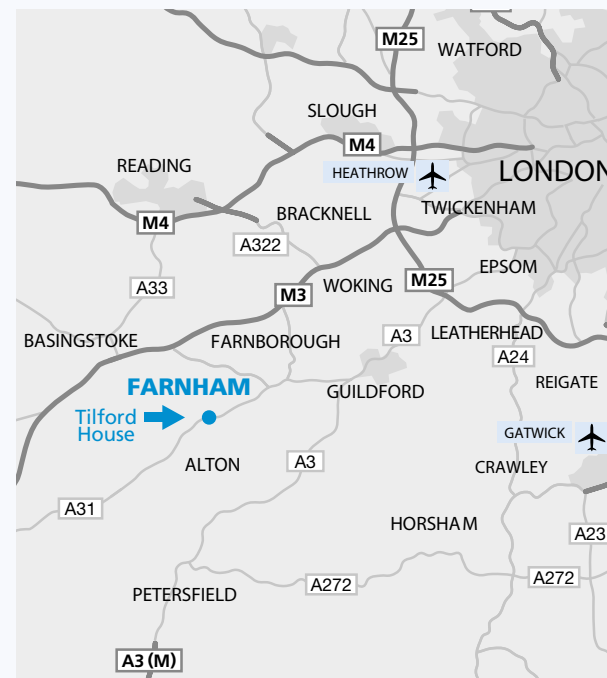 M25
WATFORD
SLOUGH
M4
HEATHROW
LONDON
READING
TWICKENHAM
BRACKNELL
M4
A322
EPSOM
WOKING
M25
A33
M3
A3
LEATHERHEAD
BASINGSTOKE
FARNBOROUGH
A24
REIGATE
FARNHAM
GUILDFORD
Tilford
House
GATWICK
ALTON
A3
CRAWLEY
A31
HORSHAM
A23
A272
A272
PETERSFIELD
A3 (M)